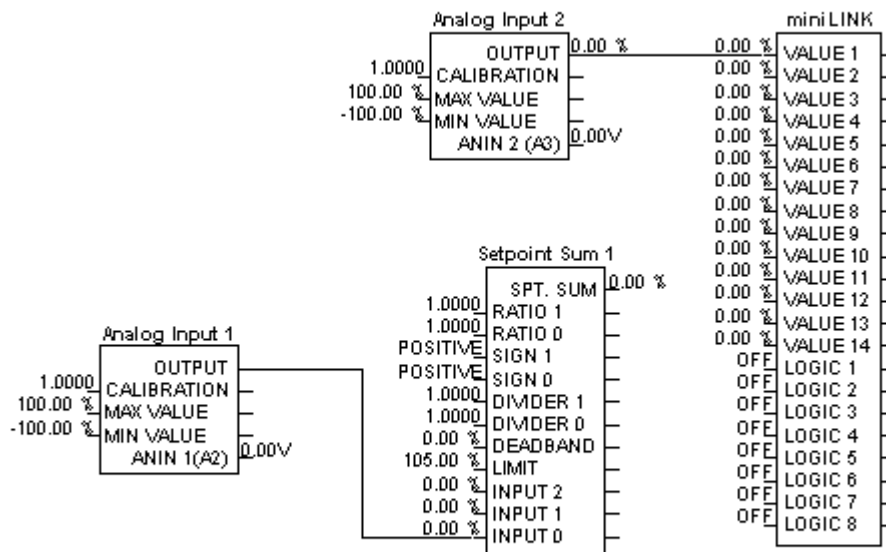 Analog Input 2
OUTPUT 0.00 %
1.0000 CALIBRATION
100.00 % MAX VALUE
-100.00 % MIN VALUE
ANIN 2 (A3) 0.00V
miniLINK
0.00 % VALUE 1
0.00 % VALUE 2
0.00 % VALUE 3
0.00 % VALUE 4
0.00 % VALUE 5
0.00 % VALUE 6
0.00 % VALUE 7
0.00 % VALUE 8
0.00 % VALUE 9
0.00 % VALUE 10
0.00 % VALUE 11
0.00 % VALUE 12
0.00 % VALUE 13
0.00 % VALUE 14
OFF LOGIC 1
OFF LOGIC 2
OFF LOGIC 3
OFF LOGIC 4
OFF LOGIC 5
OFF LOGIC 6
OFF LOGIC 7
OFF LOGIC 8
Setpoint Sum 1
SPT. SUM 0.00 %
1.0000 RATIO 1
1.0000 RATIO 0
POSITIVE SIGN 1
POSITIVE SIGN 0
1.0000 DIVIDER 1
1.0000 DIVIDER 0
0.00 % DEADBAND
105.00 % LIMIT
0.00 % INPUT 2
0.00 % INPUT 1
0.00 % INPUT 0
Analog Input 1
OUTPUT
1.0000 CALIBRATION
100.00 % MAX VALUE
-100.00 % MIN VALUE
ANIN 1(A2) 0.00V